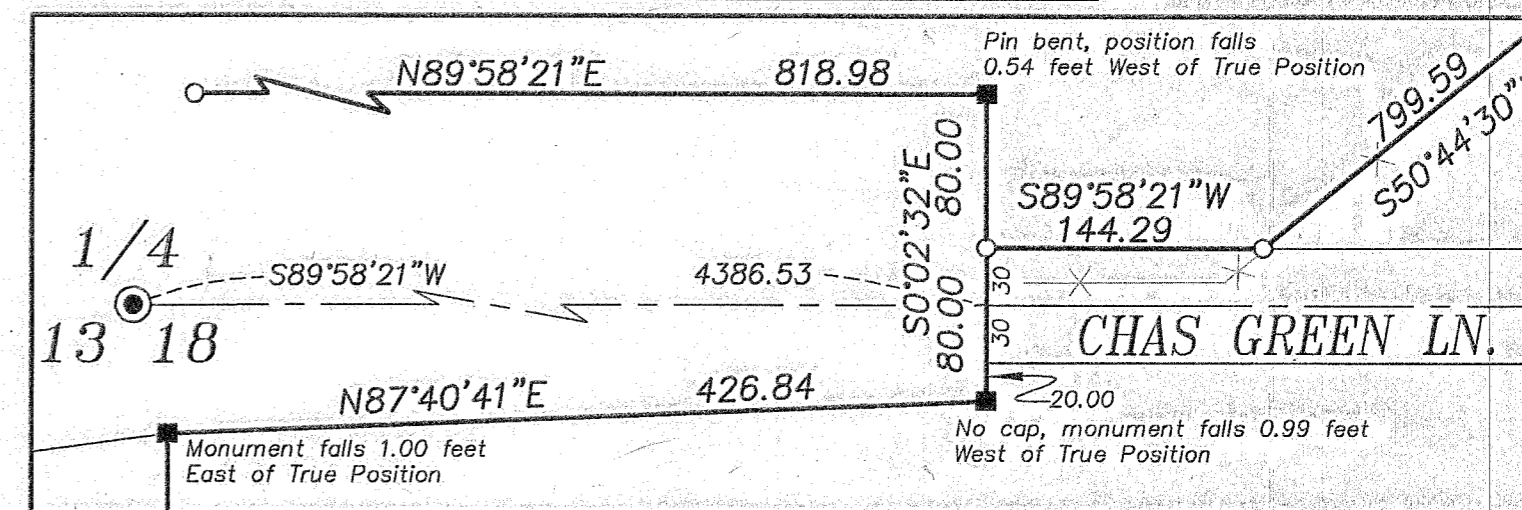 Pin bent, position falls
0.54 feet West of True Position
N89°58'21"E
818.98
799.59
S50°44'30"
S0°02'32"E
80.00
80.00
S89°58'21"W
144.29
1/4
13 18
S89°58'21"W
4386.53
30
30
CHAS GREEN LN.
N87°40'41"E
426.84
20.00
Monument falls 1.00 feet
East of True Position
No cap, monument falls 0.99 feet
West of True Position